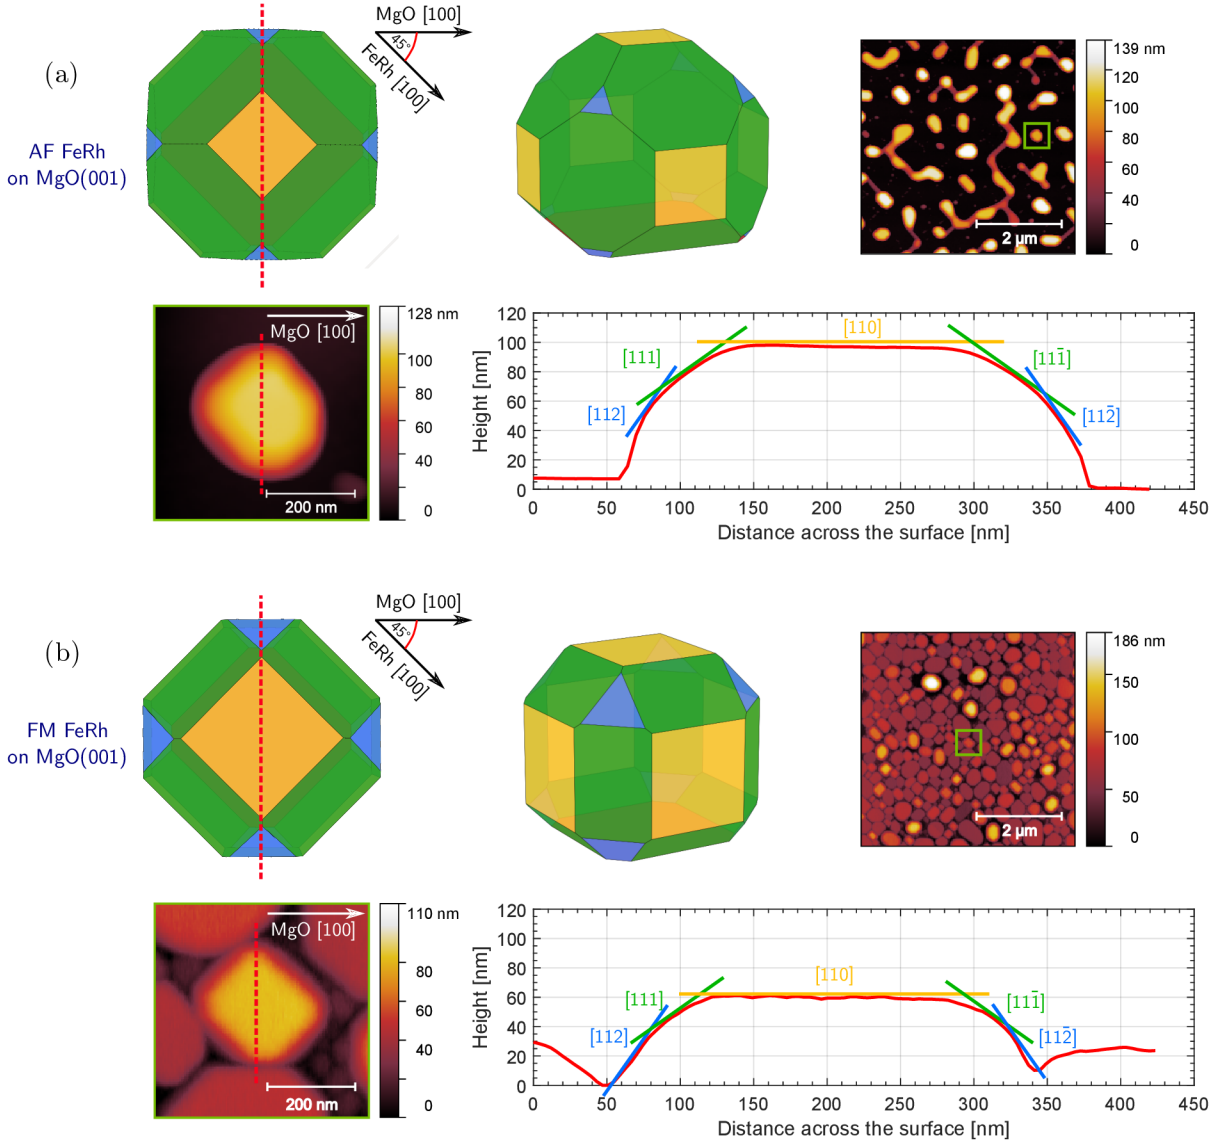 (a)
AF FeRh
on MgO(001)
MgO [100]
45°
FeRh [100]
139 nm
120
100
80
60
40
0
2 µm
MgO [100]
200 nm
128 nm
100
80
60
40
0
Height [nm]
120
100
80
60
40
20
0
[110]
[111]
[112]
[111̄]
[112̄]
0 50 100 150 200 250 300 350 400 450
Distance across the surface [nm]
(b)
FM FeRh
on MgO(001)
MgO [100]
45°
FeRh [100]
186 nm
150
100
50
0
2 µm
MgO [100]
200 nm
110 nm
80
60
40
0
Height [nm]
120
100
80
60
40
20
0
[110]
[111]
[112]
[111̄]
[112̄]
0 50 100 150 200 250 300 350 400 450
Distance across the surface [nm]